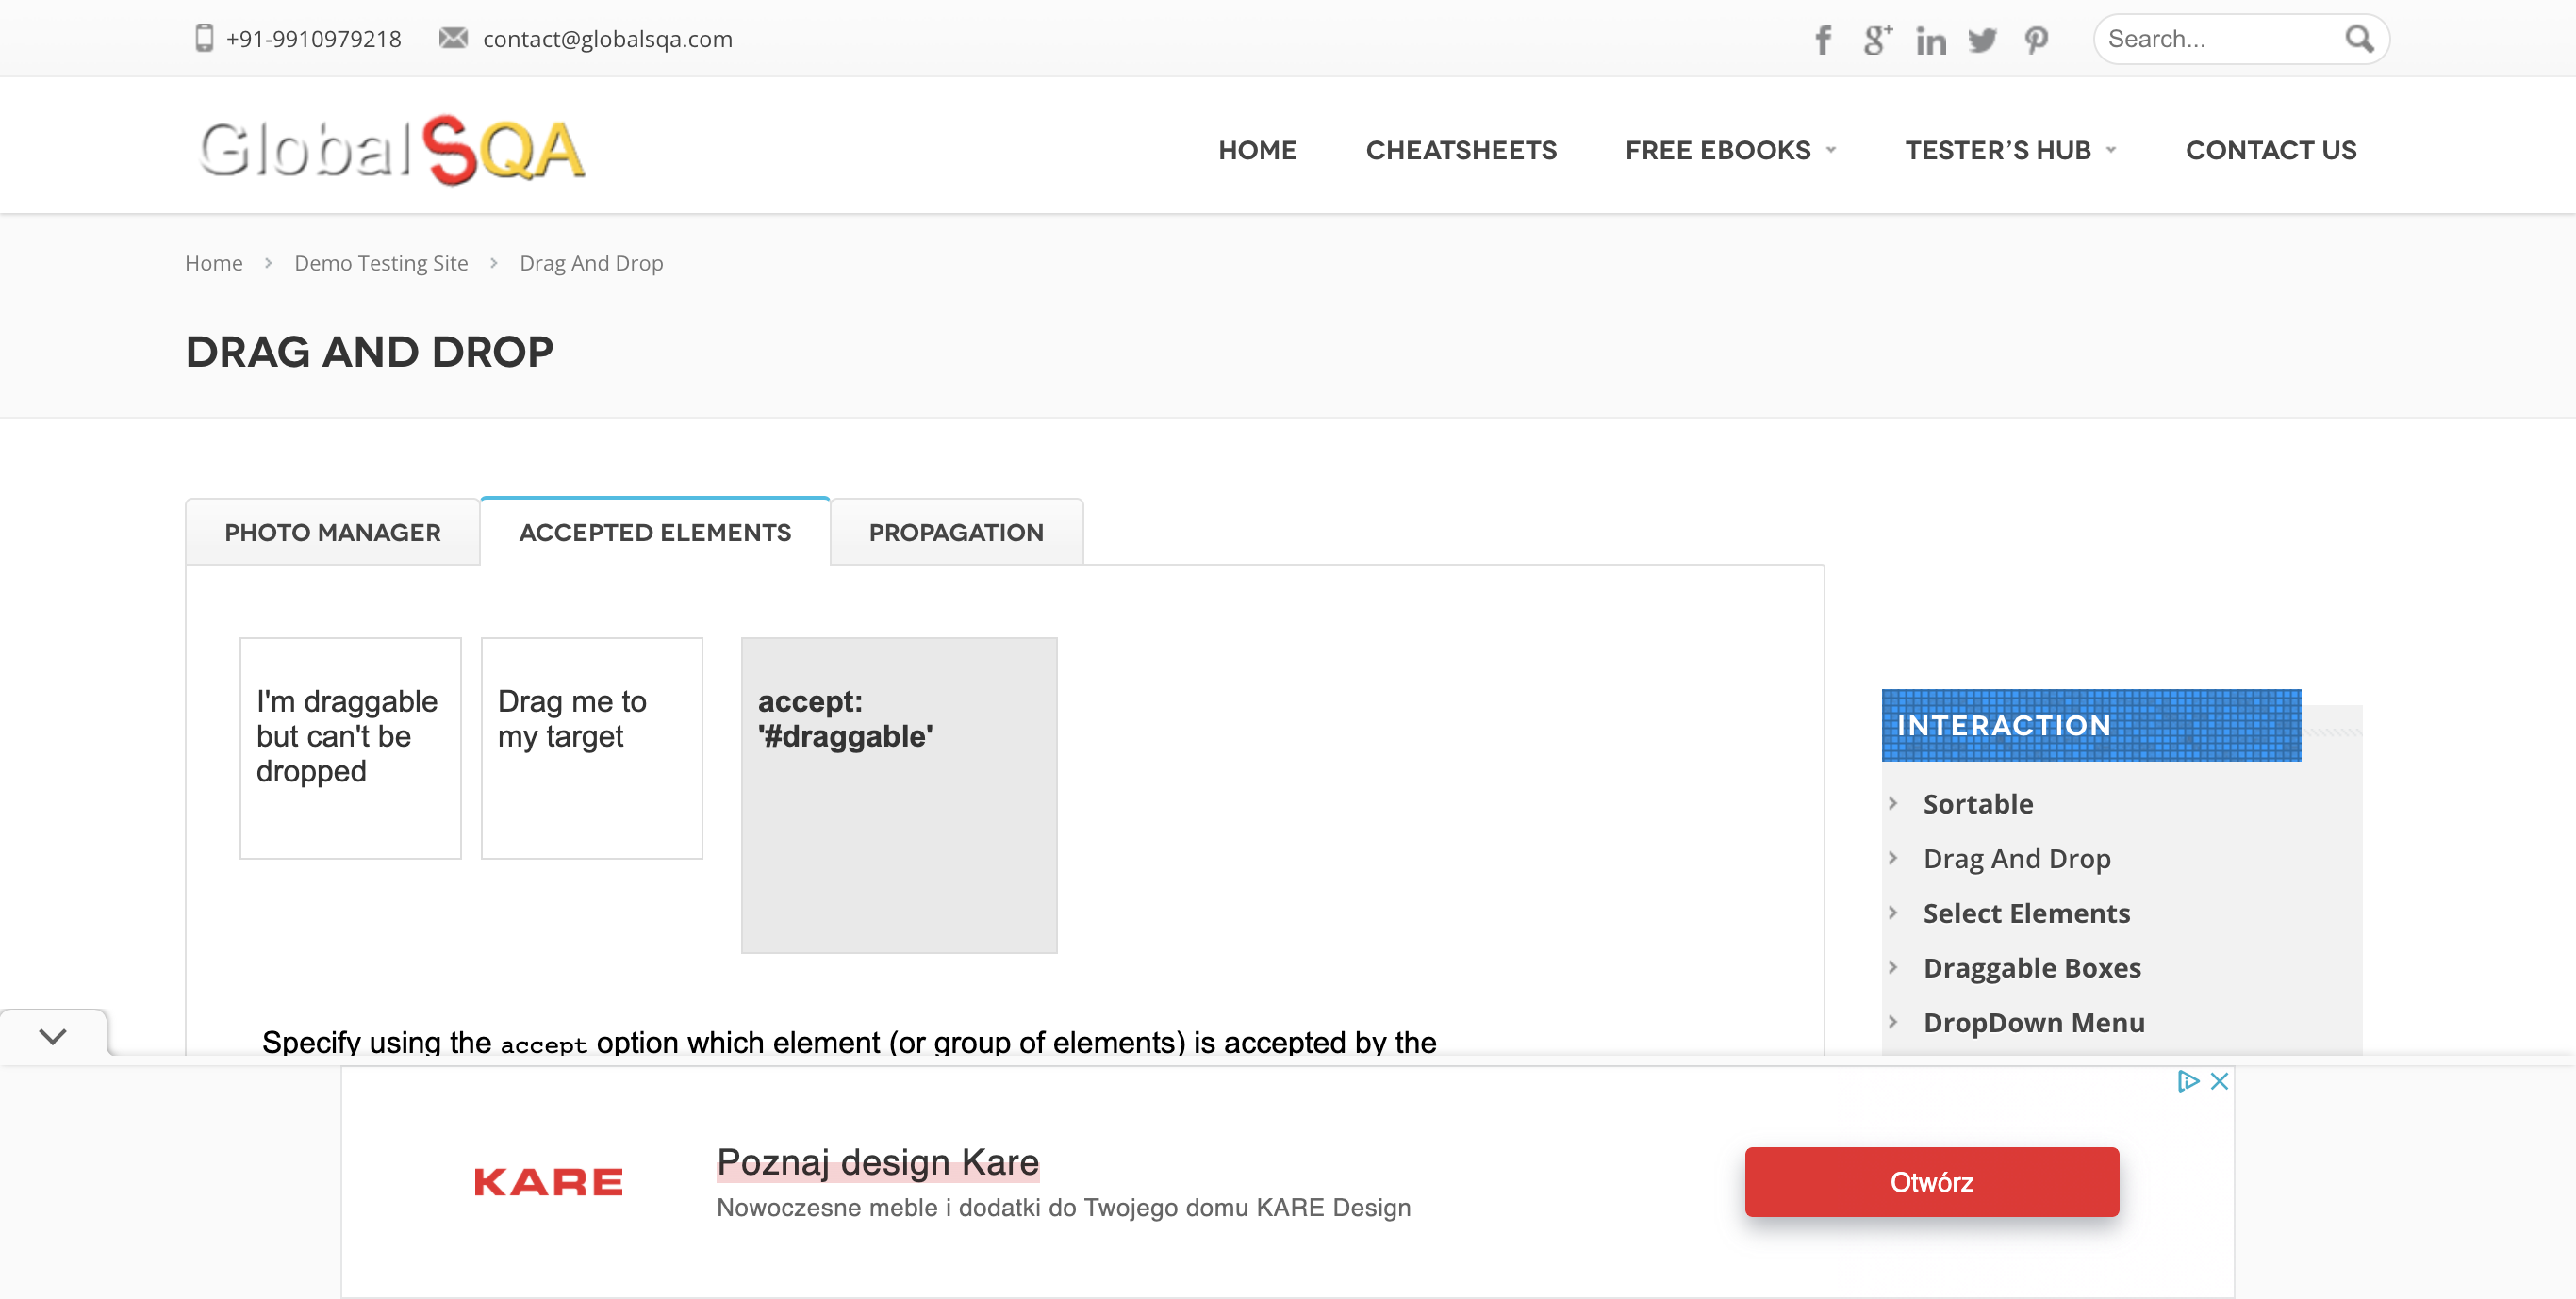 +91-9910979218 contact@globalsqa.com Search...
GlobalSQA
HOME CHEATSHEETS FREE EBOOKS TESTER’S HUB CONTACT US
Home Demo Testing Site Drag And Drop
DRAG AND DROP
PHOTO MANAGER ACCEPTED ELEMENTS PROPAGATION
I'm draggable
but can't be
dropped
Drag me to
my target
accept:
'#draggable'
INTERACTION
Sortable
Drag And Drop
Select Elements
Draggable Boxes
DropDown Menu
Specify using the accept option which element (or group of elements) is accepted by the
KARE
Poznaj design Kare
Nowoczesne meble i dodatki do Twojego domu KARE Design
Otwórz